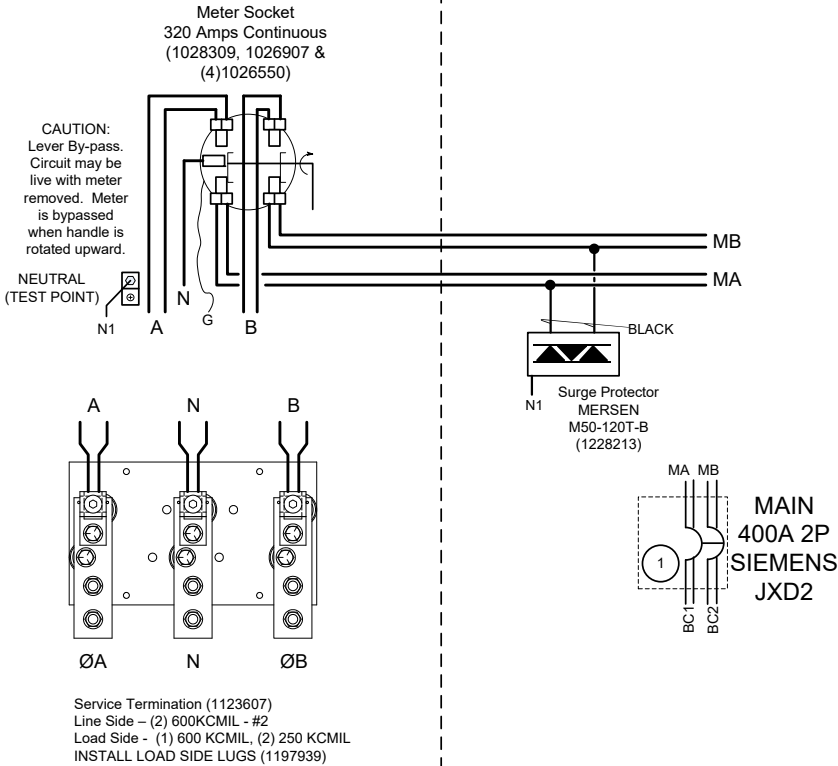 Meter Socket
320 Amps Continuous
(1028309, 1026907 &
(4)1026550)
CAUTION:
Lever By-pass.
Circuit may be
live with meter
removed. Meter
is bypassed
when handle is
rotated upward.
NEUTRAL
(TEST POINT)
N1
A
N
G
B
MB
MA
BLACK
N1
Surge Protector
MERSEN
M50-120T-B
(1228213)
A
N
B
ØA
N
ØB
Service Termination (1123607)
Line Side – (2) 600KCMIL - #2
Load Side - (1) 600 KCMIL, (2) 250 KCMIL
INSTALL LOAD SIDE LUGS (1197939)
MA MB
1
MAIN
400A 2P
SIEMENS
JXD2
BC1
BC2